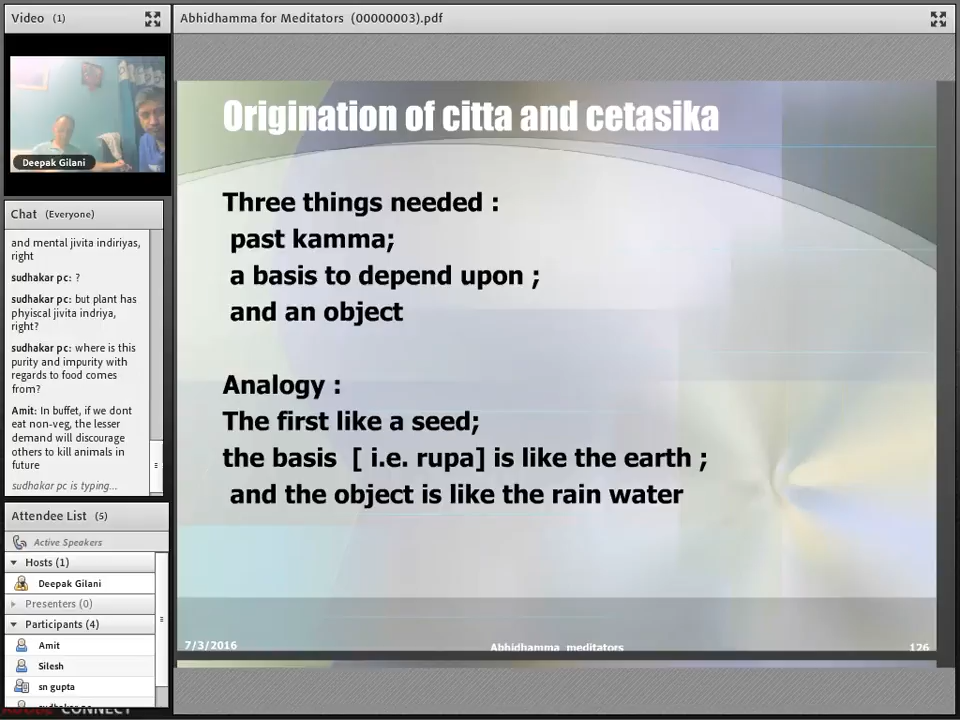 Video (1)
Abhidhamma for Meditators (00000003).pdf
Deepak Gilani
Chat (Everyone)
and mental jivita indiriyas,
right
sudhakar pc: ?
sudhakar pc: but plant has
phyiscal jivita indriya,
right?
sudhakar pc: where is this
purity and impurity with
regards to food comes
from?
Amit: In buffet, if we dont
eat non-veg, the lesser
demand will discourage
others to kill animals in
future
sudhakar pc is typing...
Attendee List (5)
Active Speakers
Hosts (1)
Deepak Gilani
Presenters (0)
Participants (4)
Amit
Silesh
sn gupta
sudhakar pc
CONNECT
Origination of citta and cetasika
Three things needed :
past kamma;
a basis to depend upon ;
and an object
Analogy :
The first like a seed;
the basis [ i.e. rupa] is like the earth ;
and the object is like the rain water
7/3/2016
Abhidhamma meditators
126